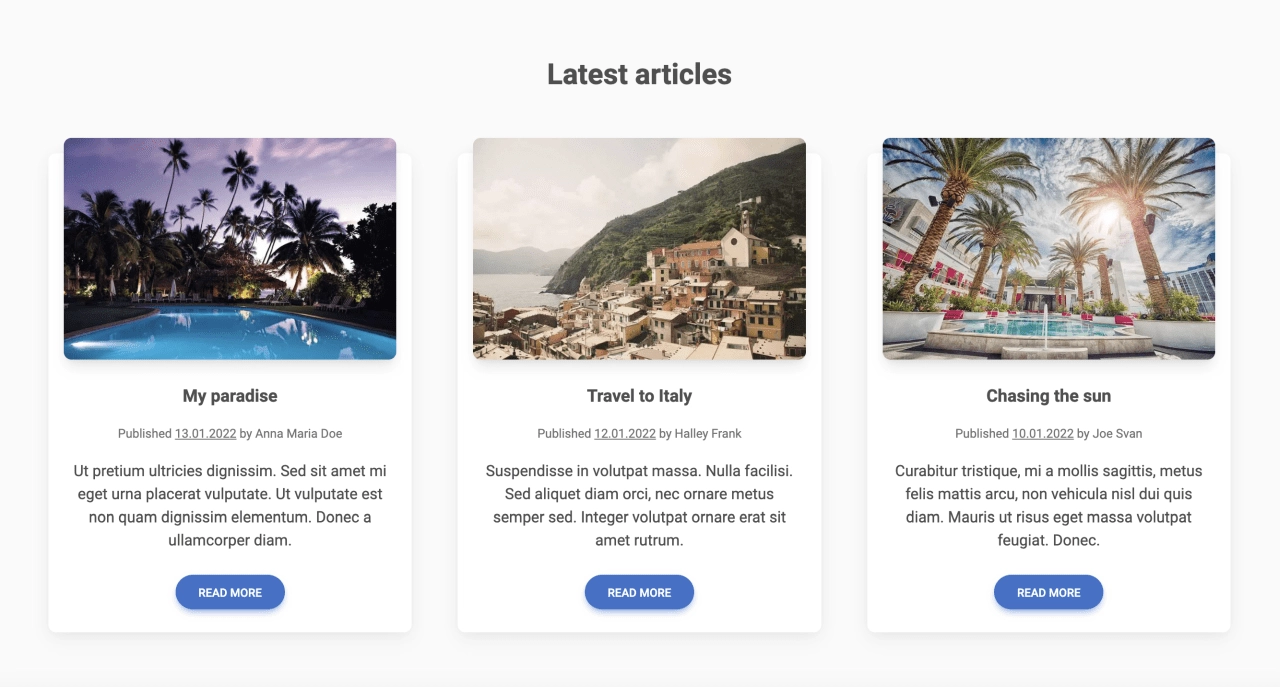 Latest articles
My paradise
Published 13.01.2022 by Anna Maria Doe
Ut pretium ultricies dignissim. Sed sit amet mi
eget urna placerat vulputate. Ut vulputate est
non quam dignissim elementum. Donec a
ullamcorper diam.
READ MORE
Travel to Italy
Published 12.01.2022 by Halley Frank
Suspendisse in volutpat massa. Nulla facilisi.
Sed aliquet diam orci, nec ornare metus
semper sed. Integer volutpat ornare erat sit
amet rutrum.
READ MORE
Chasing the sun
Published 10.01.2022 by Joe Svan
Curabitur tristique, mi a mollis sagittis, metus
felis mattis arcu, non vehicula nisl dui quis
diam. Mauris ut risus eget massa volutpat
feugiat. Donec.
READ MORE